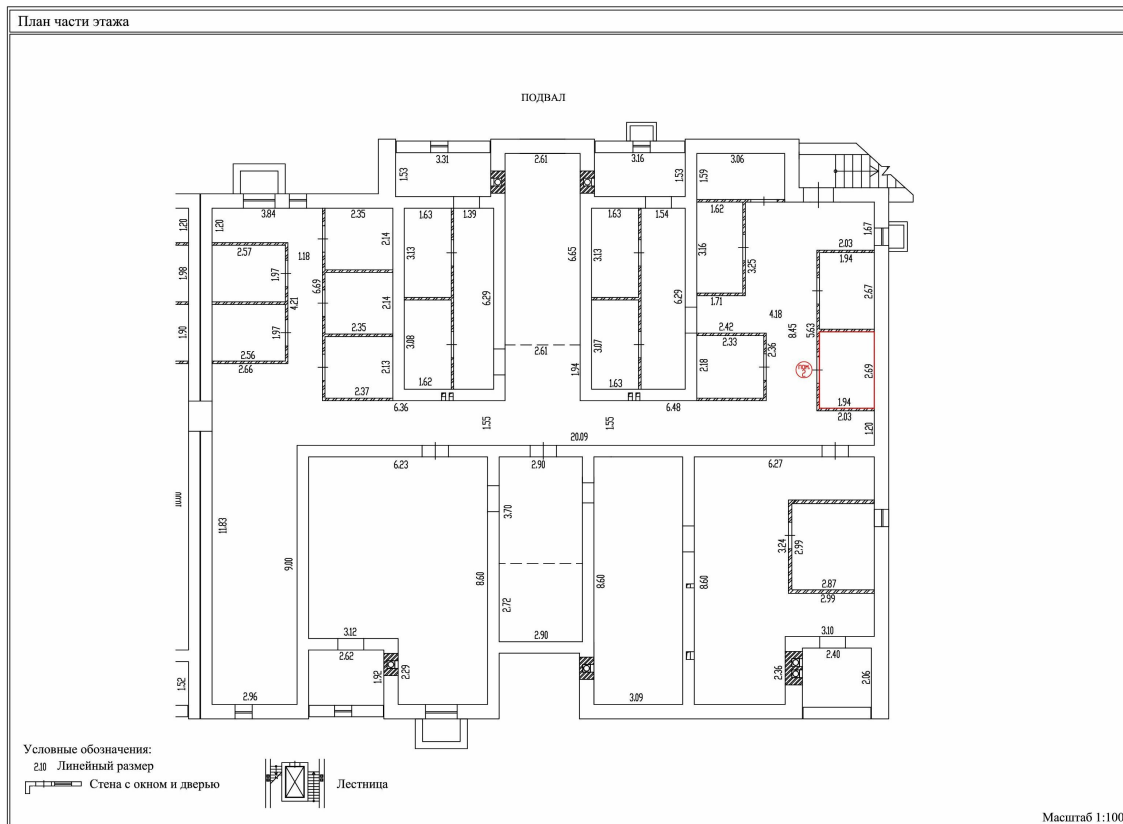 План части этажа
ПОДВАЛ
3.31 2.61 3.16 3.06
1.53 1.53 1.59
3.84 2.35 1.63 1.39 1.63 1.54 1.62
1.20 1.20 2.14 3.13 6.65 3.13 3.16 3.25 1.67
2.57 1.18 2.03
1.94
1.98 1.97 6.69 2.14 6.29 6.29 2.67
4.21 1.71 4.18
2.35 2.42 8.45 5.63
1.90 1.97 3.08 2.61 3.07 2.33 2.36
2.56 2.13 1.94 2.18 пом. 2 2.69
2.66 2.37 1.62 1.63 1.94
6.36 6.48 2.03
1.55 1.55 1.20
20.09
6.23 2.90 6.27
10.00 11.83 3.70
9.00 8.60 8.60 8.60 3.24 2.99
2.87
2.72 2.99
3.12 2.90 3.10
2.62 2.40
1.52 1.92 2.29 2.36 2.06
2.96 3.09
Условные обозначения:
2.10 Линейный размер
Стена с окном и дверью Лестница
Масштаб 1:100